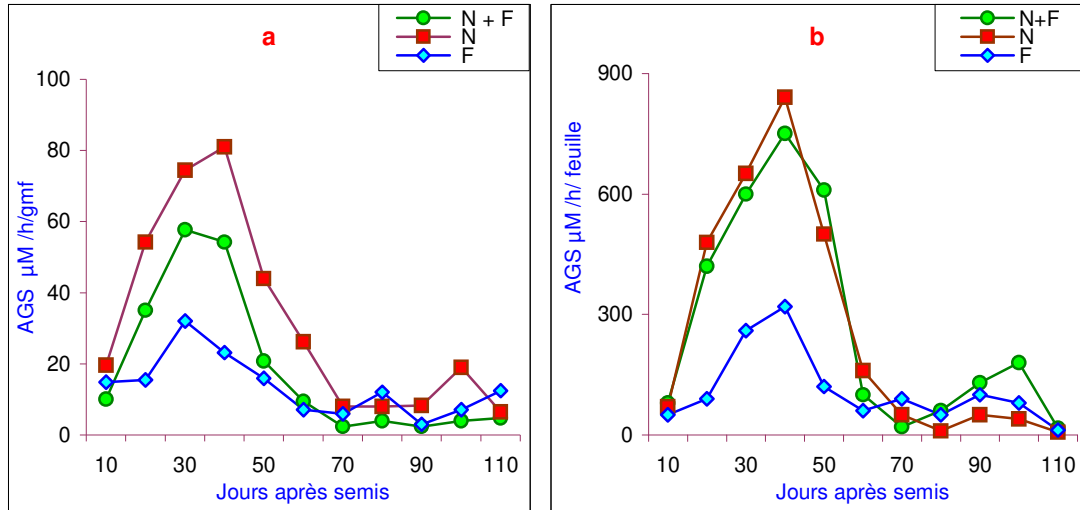 a
N + F
N
F
AGS µM /h/gmf
100
80
60
40
20
0
10 30 50 70 90 110
Jours après semis
b
N+F
N
F
AGS µM /h/ feuille
900
600
300
0
10 30 50 70 90 110
Jours après semis